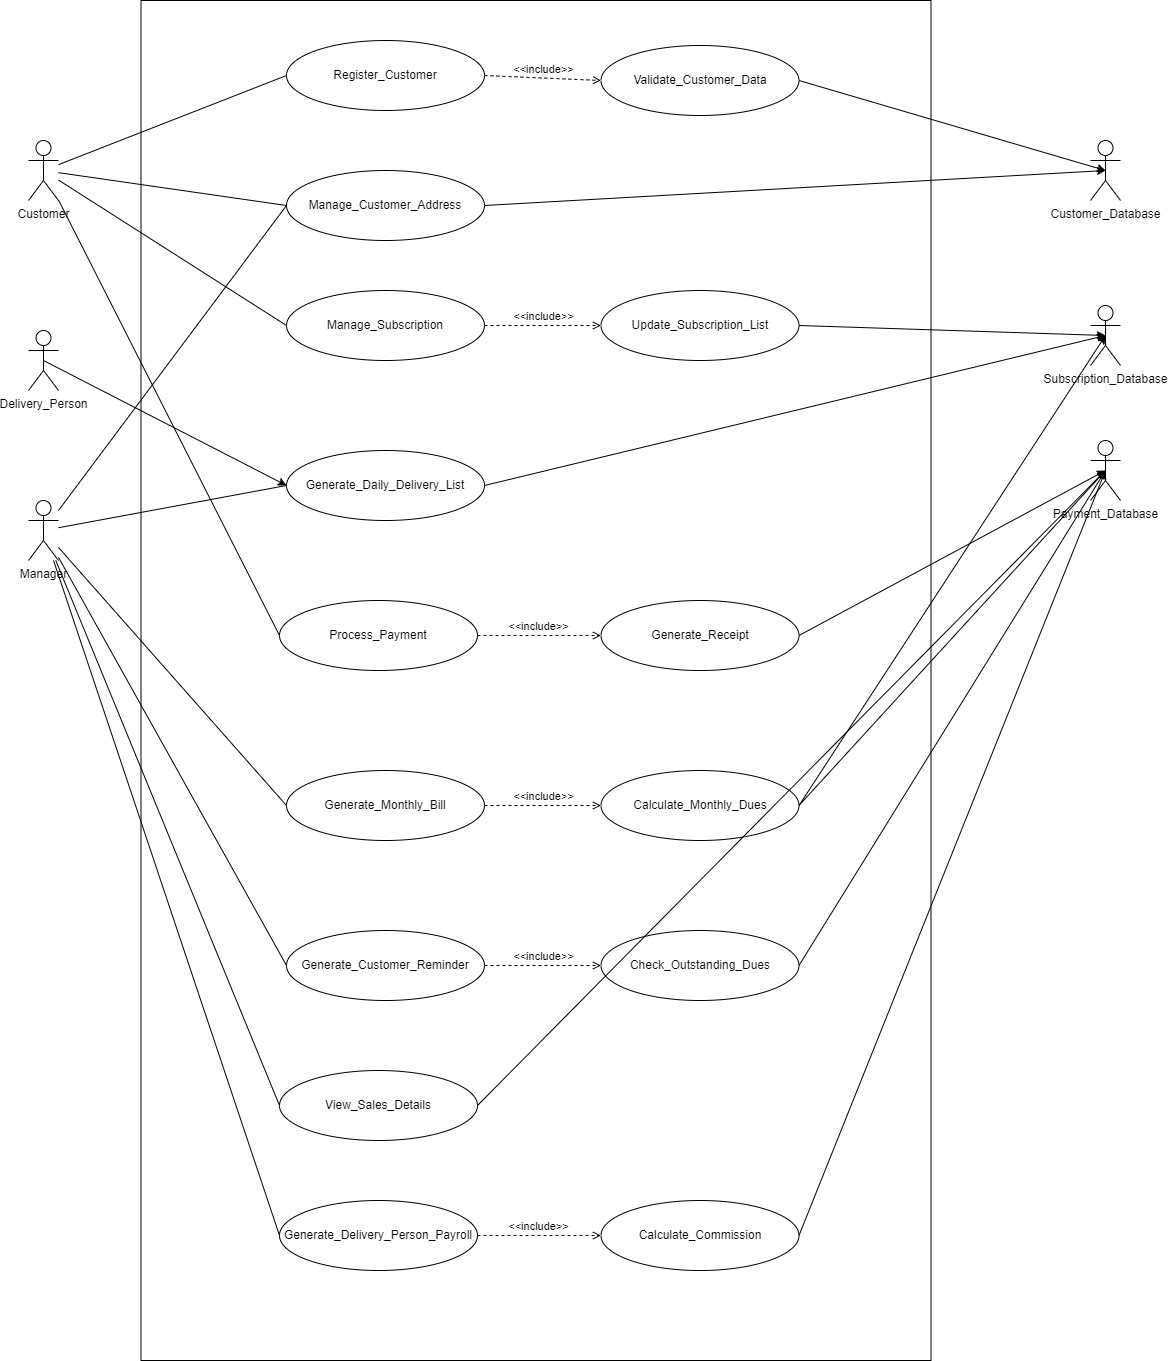 Register_Customer
<<include>>
Validate_Customer_Data
Customer
Manage_Customer_Address
Customer_Database
Manage_Subscription
<<include>>
Update_Subscription_List
Subscription_Database
Delivery_Person
Generate_Daily_Delivery_List
Payment_Database
Manager
Process_Payment
<<include>>
Generate_Receipt
Generate_Monthly_Bill
<<include>>
Calculate_Monthly_Dues
Generate_Customer_Reminder
<<include>>
Check_Outstanding_Dues
View_Sales_Details
Generate_Delivery_Person_Payroll
<<include>>
Calculate_Commission